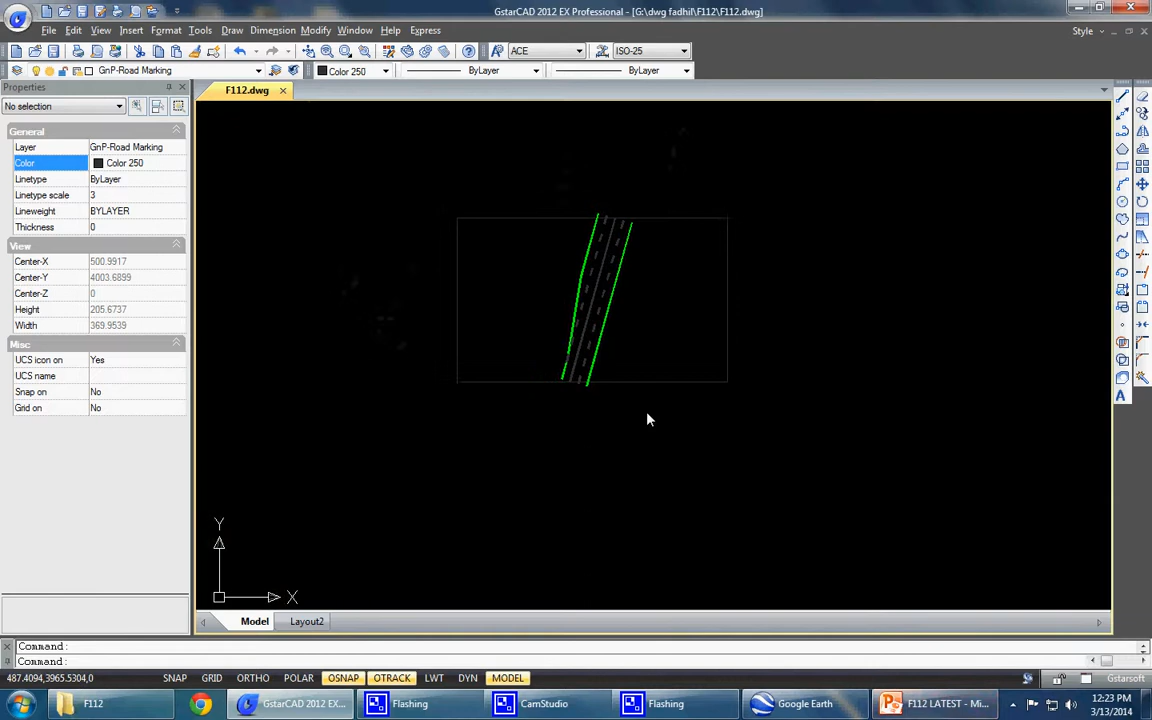 GstarCAD 2012 EX Professional - [G:\dwg fadhil\F112\F112.dwg]
File Edit View Insert Format Tools Draw Dimension Modify Window Help Express Style
ACE ISO-25
GnP-Road Marking Color 250 ByLayer ByLayer
Properties
F112.dwg
No selection
General
Layer GnP-Road Marking
Color Color 250
Linetype ByLayer
Linetype scale 3
Lineweight BYLAYER
Thickness 0
View
Center-X 500.9917
Center-Y 4003.6899
Center-Z 0
Height 205.6737
Width 369.9539
Misc
UCS icon on Yes
UCS name
Snap on No
Grid on No
Y
X
A
Model Layout2
Command:
Command:
487.4094,3965.5304,0 SNAP GRID ORTHO POLAR OSNAP OTRACK LWT DYN MODEL Gstarsoft
F112 GstarCAD 2012 EX... Flashing CamStudio Flashing Google Earth F112 LATEST - Mi... 12:23 PM
3/13/2014